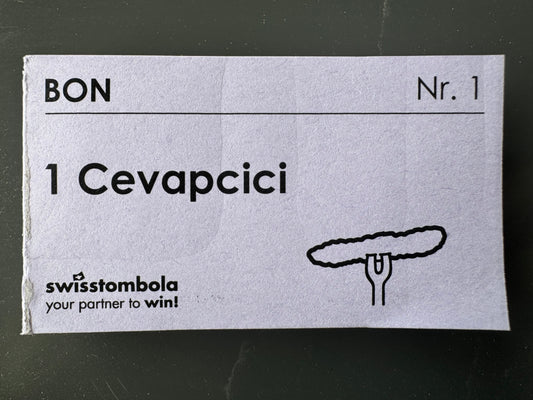 BON
Nr. 1
1 Cevapcici
swisstombola
your partner to win!